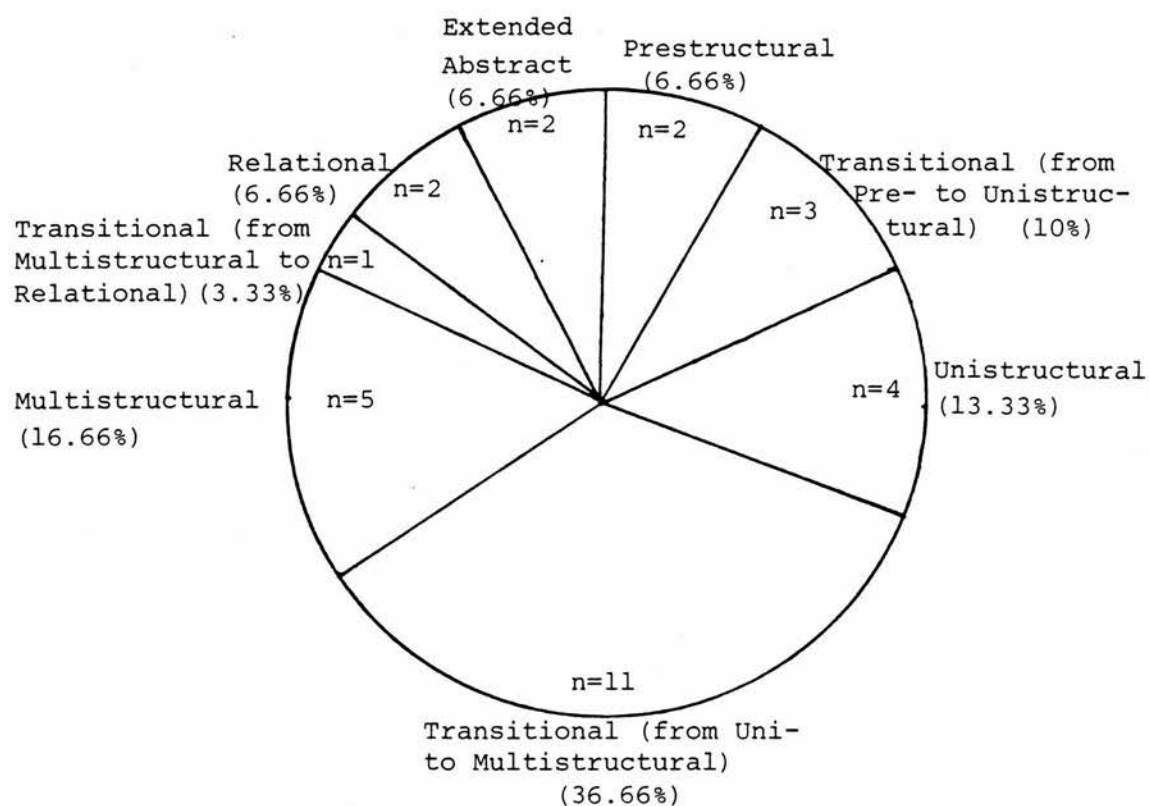 Extended
Abstract
(6.66%)
n=2
Prestructural
(6.66%)
n=2
Transitional (from
Pre- to Unistruc-
tural) (10%)
n=3
Unistructural
(13.33%)
n=4
n=11
Transitional (from Uni-
to Multistructural)
(36.66%)
Multistructural
(16.66%)
n=5
Transitional (from
Multistructural to
Relational) (3.33%)
n=1
Relational
(6.66%)
n=2